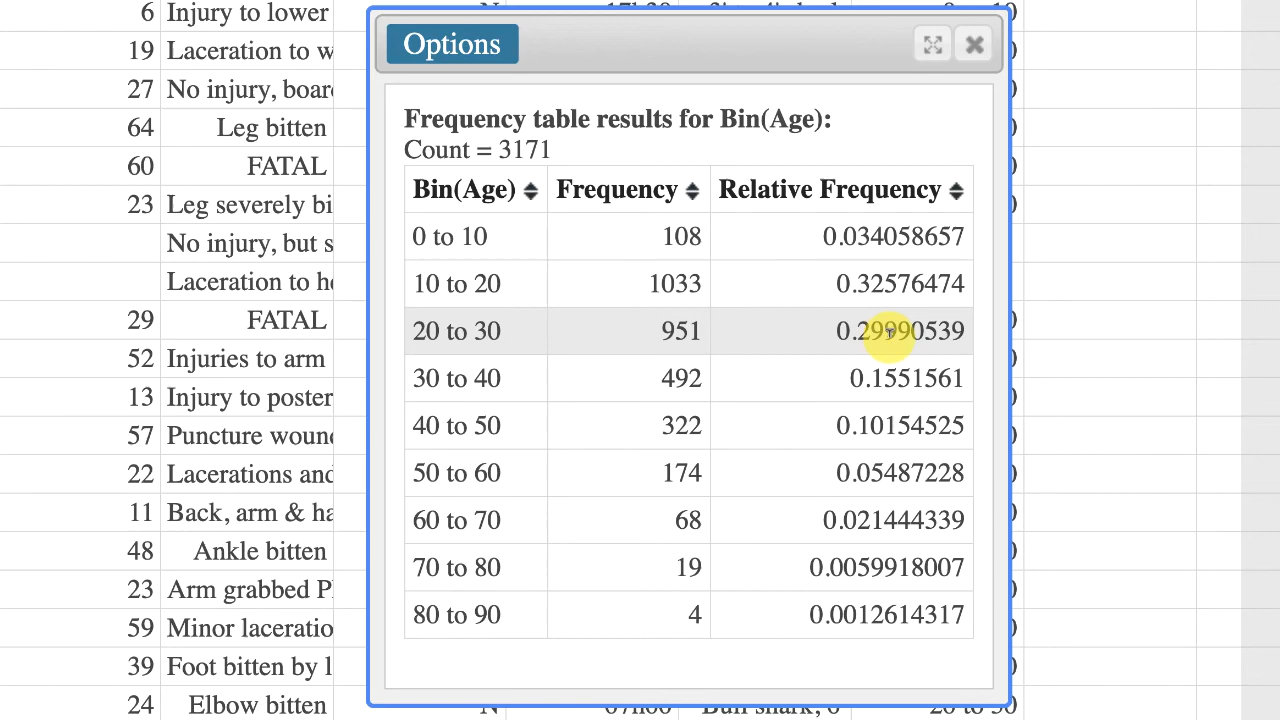 6 Injury to lower
19 Laceration to w
27 No injury, boar
64 Leg bitten
60 FATAL
23 Leg severely bi
No injury, but s
Laceration to h
29 FATAL
52 Injuries to arm
13 Injury to poster
57 Puncture woun
22 Lacerations and
11 Back, arm & ha
48 Ankle bitten
23 Arm grabbed P
59 Minor laceratio
39 Foot bitten by l
24 Elbow bitten
Options
Frequency table results for Bin(Age):
Count = 3171
Bin(Age) Frequency Relative Frequency
0 to 10 108 0.034058657
10 to 20 1033 0.32576474
20 to 30 951 0.29990539
30 to 40 492 0.1551561
40 to 50 322 0.10154525
50 to 60 174 0.05487228
60 to 70 68 0.021444339
70 to 80 19 0.0059918007
80 to 90 4 0.0012614317